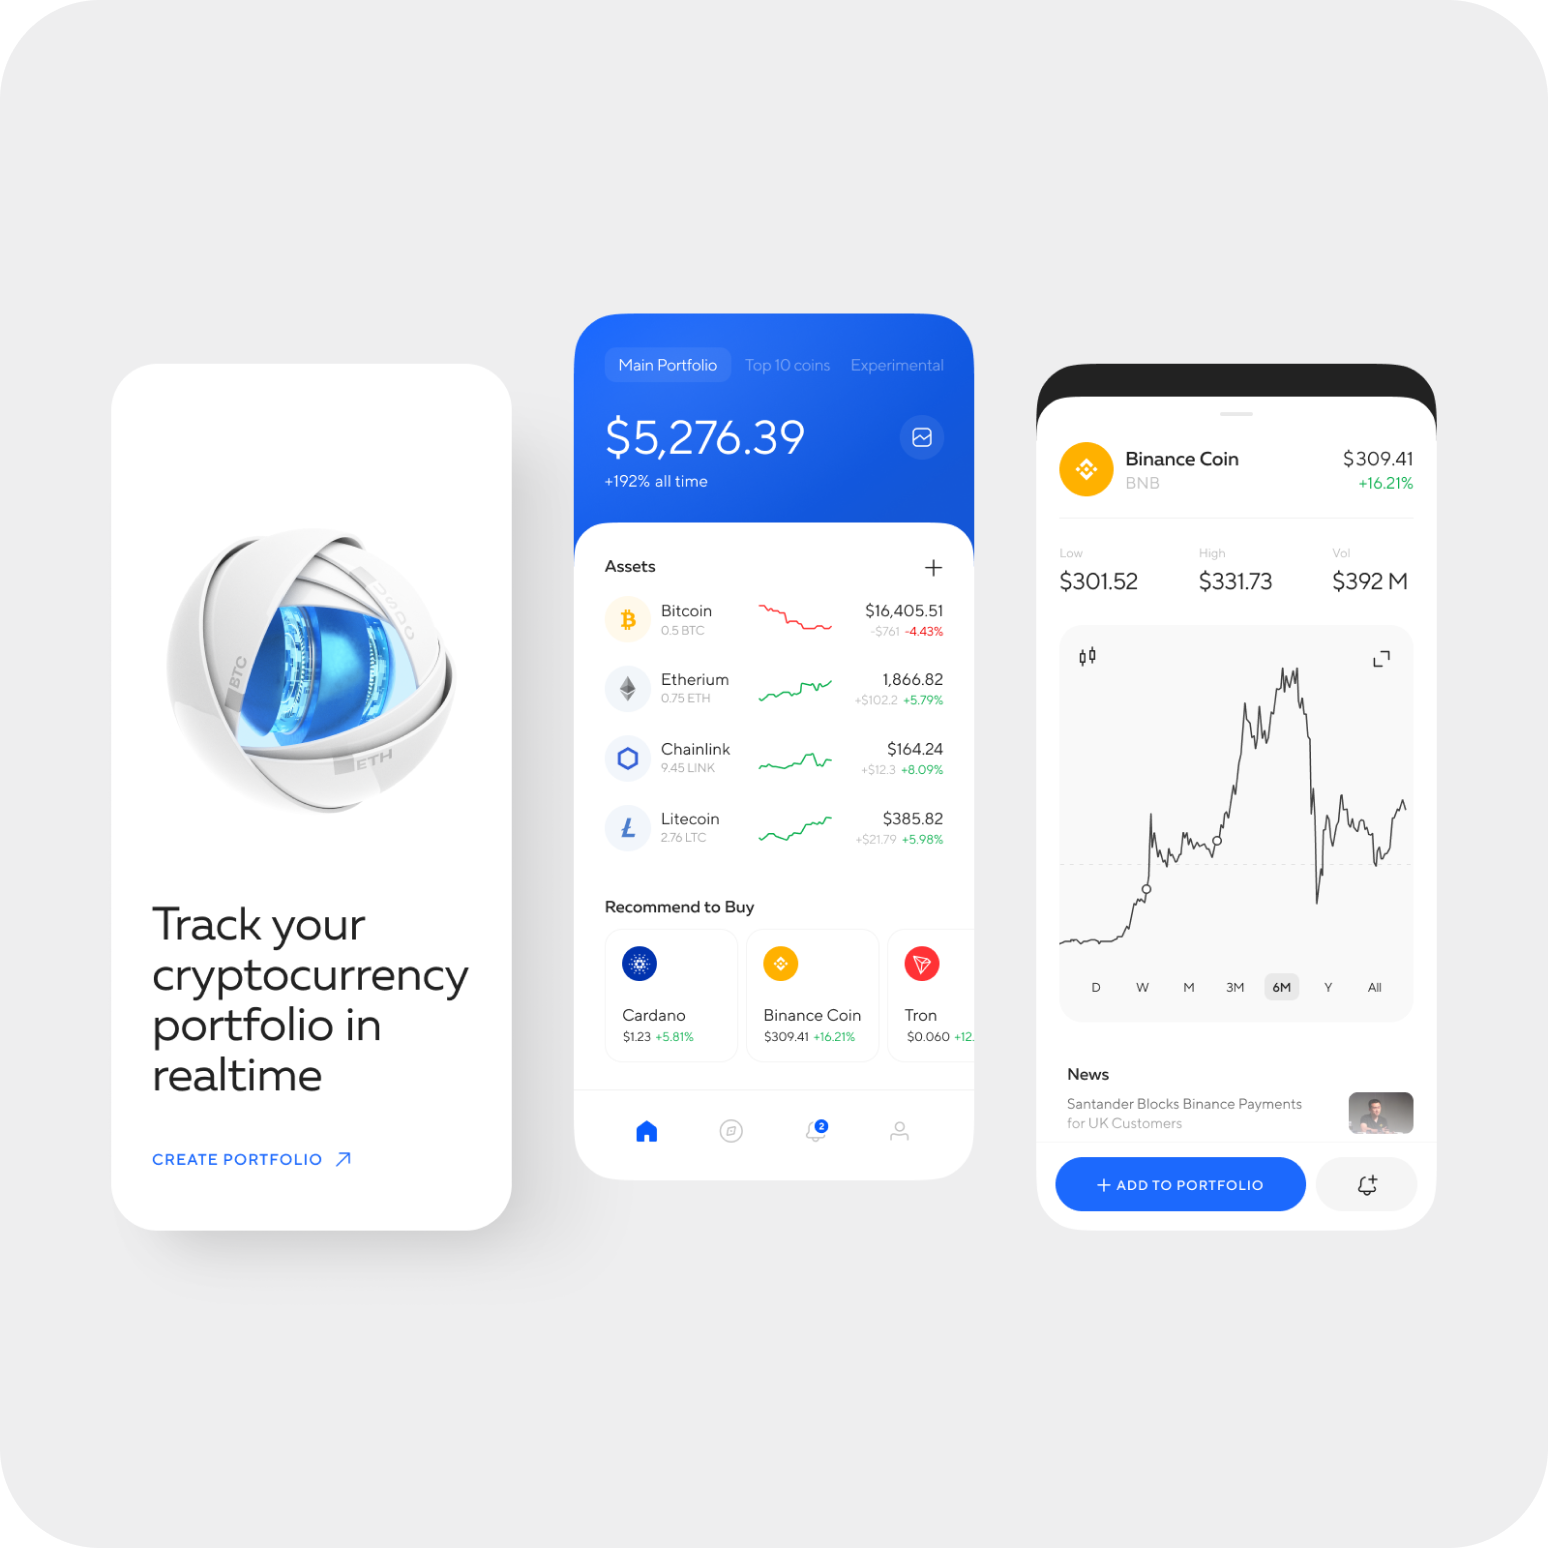 BTC
USDC
ETH
Track your
cryptocurrency
portfolio in
realtime
CREATE PORTFOLIO
Main Portfolio Top 10 coins Experimental
$5,276.39
+192% all time
Assets
Bitcoin $16,405.51
0.5 BTC -$761 -4.43%
Etherium 1,866.82
0.75 ETH +$102.2 +5.79%
Chainlink $164.24
9.45 LINK +$12.3 +8.09%
Litecoin $385.82
2.76 LTC +$21.79 +5.98%
Recommend to Buy
Cardano Binance Coin Tron
$1.23 +5.81% $309.41 +16.21% $0.060 +12.
2
Binance Coin $309.41
BNB +16.21%
Low High Vol
$301.52 $331.73 $392 M
D W M 3M 6M Y All
News
Santander Blocks Binance Payments
for UK Customers
+ ADD TO PORTFOLIO